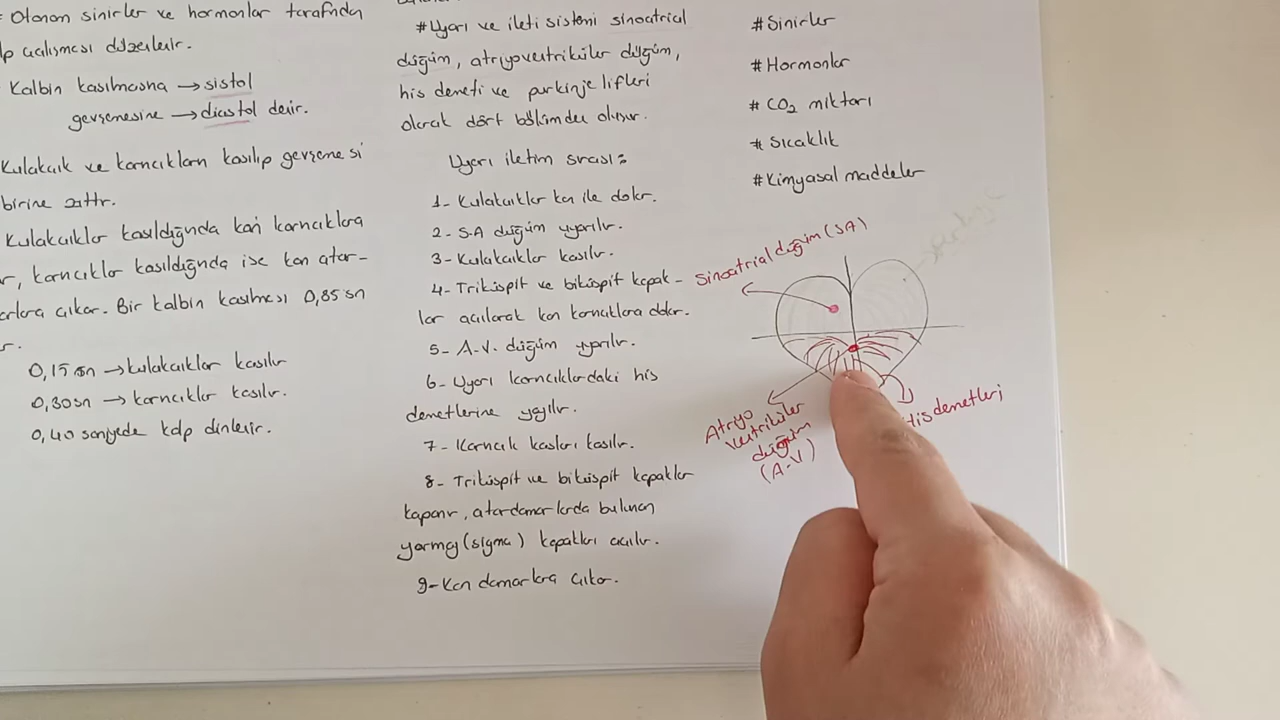 Otonom sinirler ve hormonlar tarafından
çalışması düzenlenir.
Kalbin kasılmasına → sistol
gevşemesine → diastol denir.
Kulakçık ve karıncıkların kasılıp gevşemesi
birine zıttır.
Kulakçıklar kasıldığında kan karıncıklara
karıncıklar kasıldığında ise kan atar-
çıkar. Bir kalbin kasılması 0,85 sn
0,15 sn → kulakcıklar kasılır
0,30 sn → karıncıklar kasılır.
0,40 saniyede kalp dinlenir.
#Uyarı ve ileti sistemi sinoatrial
düğüm, atriyoventriküler düğüm,
his demeti ve purkinje lifleri
olarak dört bölümden oluşur.
Uyarı iletim sırası:
1- Kulakcıklar kan ile dolar.
2- S.A düğüm uyarılır.
3- Kulakcıklar kasılır.
4- Triküspit ve biküspit kapak-
lar açılarak kan karıncıklara dolar.
5- A.V. düğüm uyarılır.
6- Uyarı karıncıklardaki his
demetlerine yayılır.
7- Karıncık kasları kasılır.
8- Triküspit ve biküspit kapaklar
kapanır, atardamarlarda bulunan
yarımay (sigma) kapakları açılır.
9- Kan damarlara çıkar.
#Sinirler
#Hormonlar
# CO₂ miktarı
# Sıcaklık
#Kimyasal maddeler
Sinoatrial düğüm (SA)
Atriyo
ventriküler
düğüm
(A-V)
His demetleri